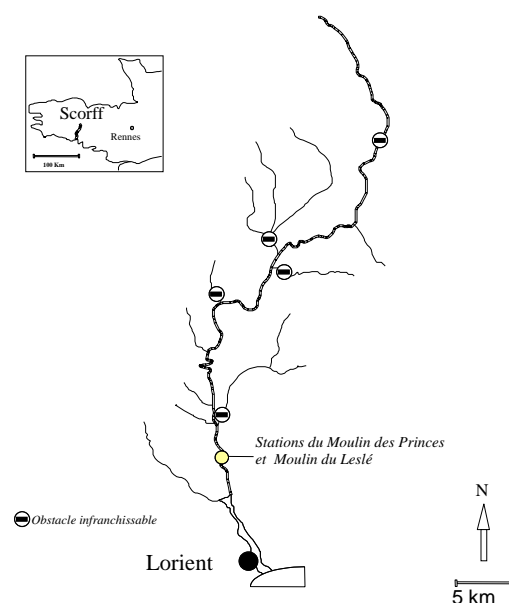 Scorff
Rennes
100 Km
Stations du Moulin des Princes
et Moulin du Leslé
N
Obstacle infranchissable
Lorient
5 km